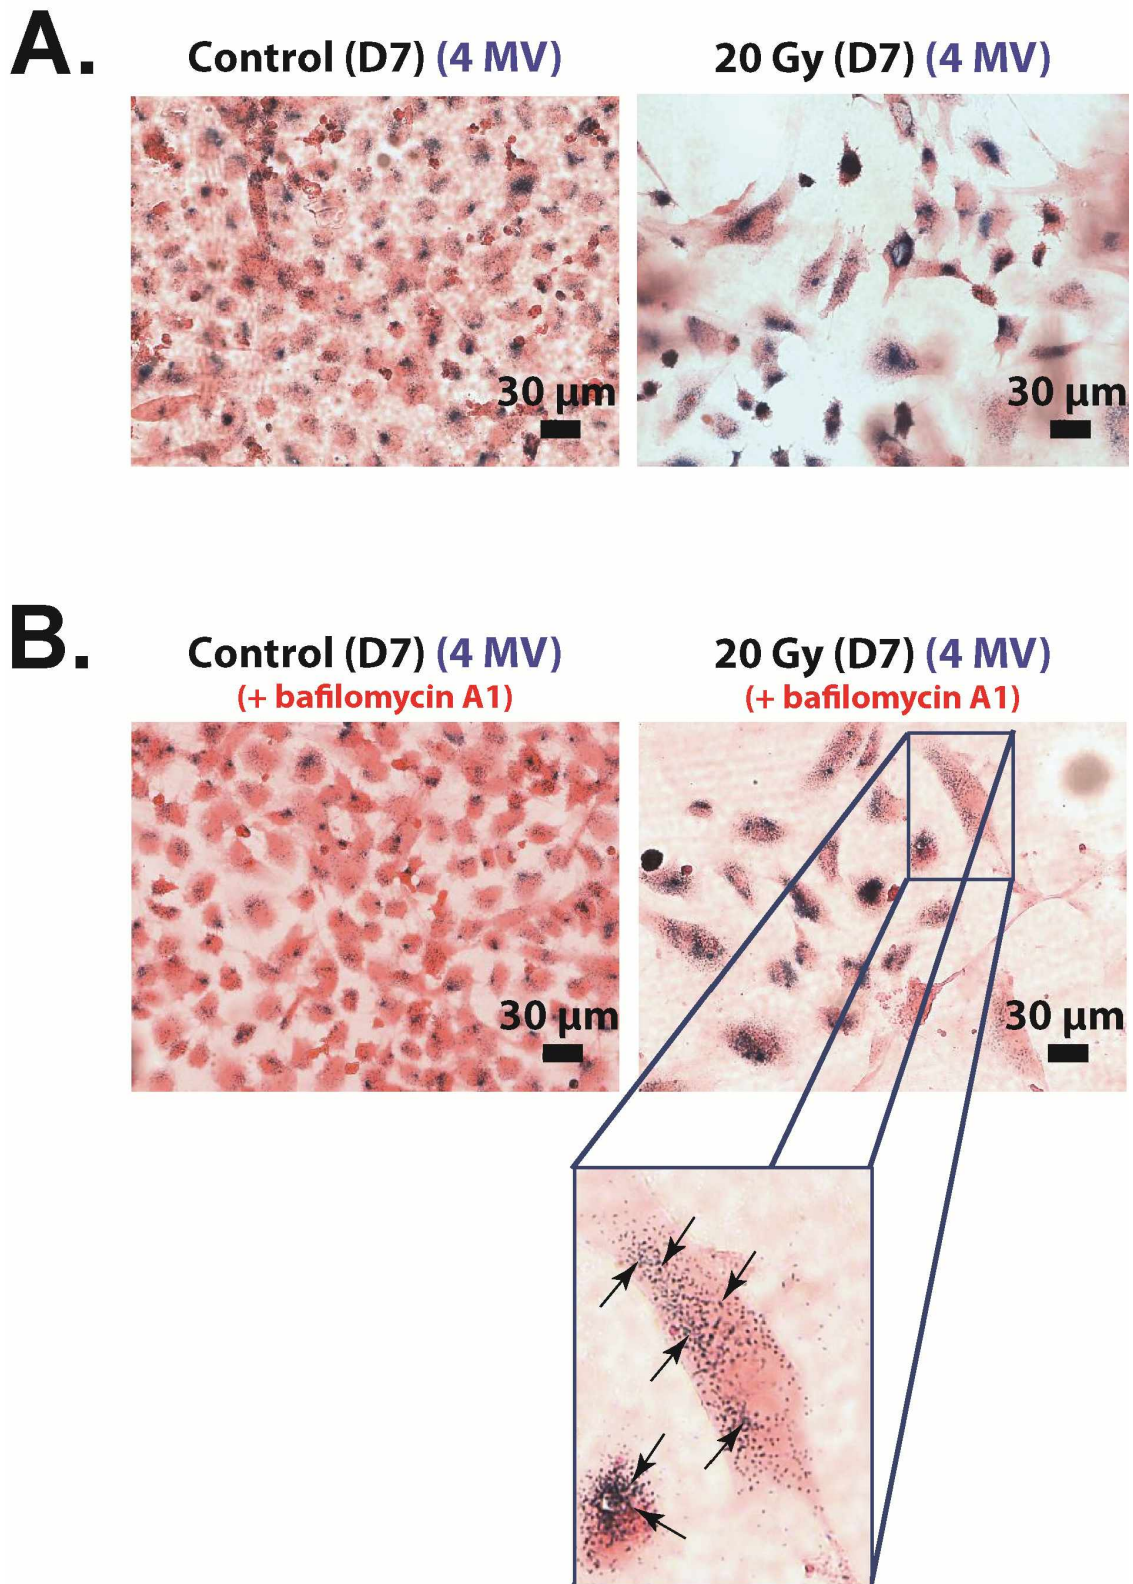 A.
Control (D7) (4 MV)
20 Gy (D7) (4 MV)
30 µm
30 µm
B.
Control (D7) (4 MV)
(+ bafilomycin A1)
20 Gy (D7) (4 MV)
(+ bafilomycin A1)
30 µm
30 µm